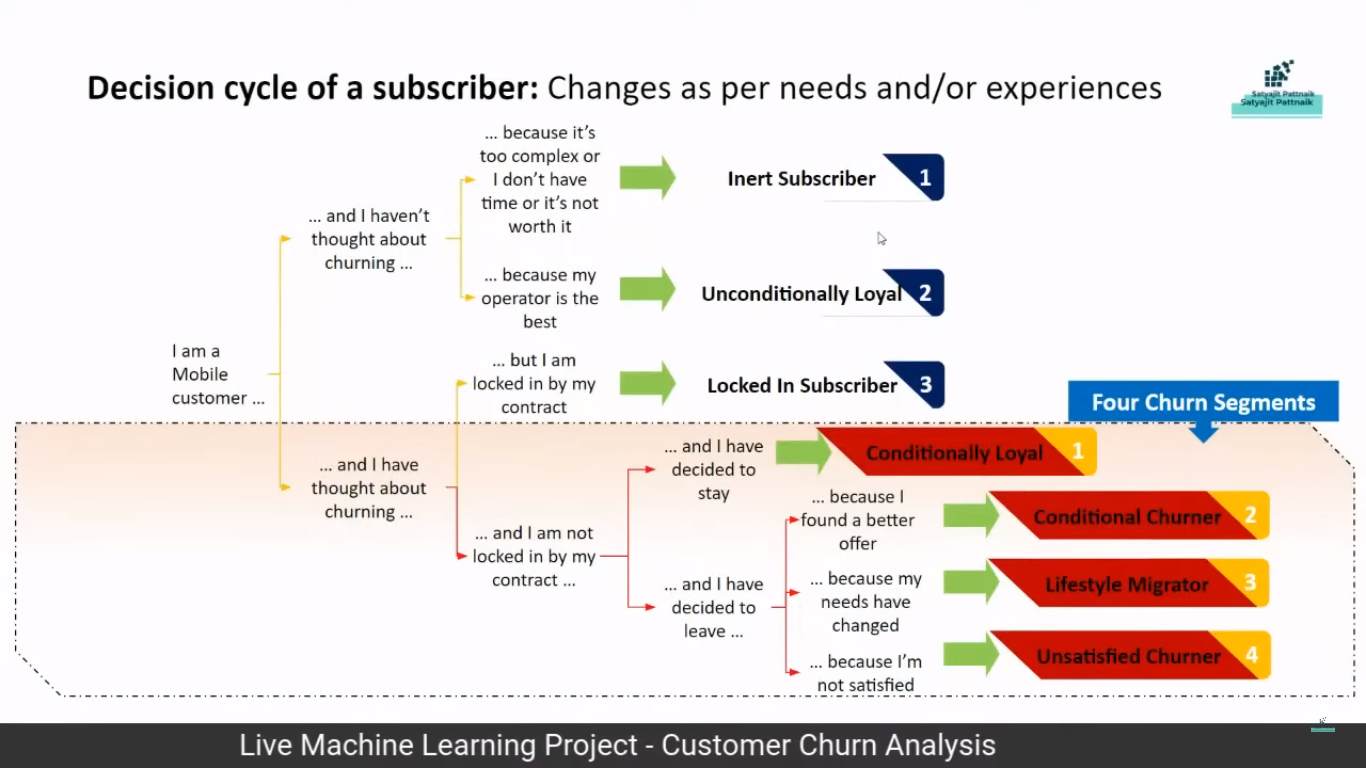 Decision cycle of a subscriber: Changes as per needs and/or experiences
Satyajit Pattnaik
Satyajit Pattnaik
I am a
Mobile
customer ...
... and I haven't
thought about
churning ...
... because it's
too complex or
I don't have
time or it's not
worth it
Inert Subscriber
1
... because my
operator is the
best
Unconditionally Loyal
2
... and I have
thought about
churning ...
... but I am
locked in by my
contract
Locked In Subscriber
3
Four Churn Segments
... and I am not
locked in by my
contract ...
... and I have
decided to
stay
Conditionally Loyal
1
... and I have
decided to
leave ...
... because I
found a better
offer
Conditional Churner
2
... because my
needs have
changed
Lifestyle Migrator
3
... because I'm
not satisfied
Unsatisfied Churner
4
Live Machine Learning Project - Customer Churn Analysis